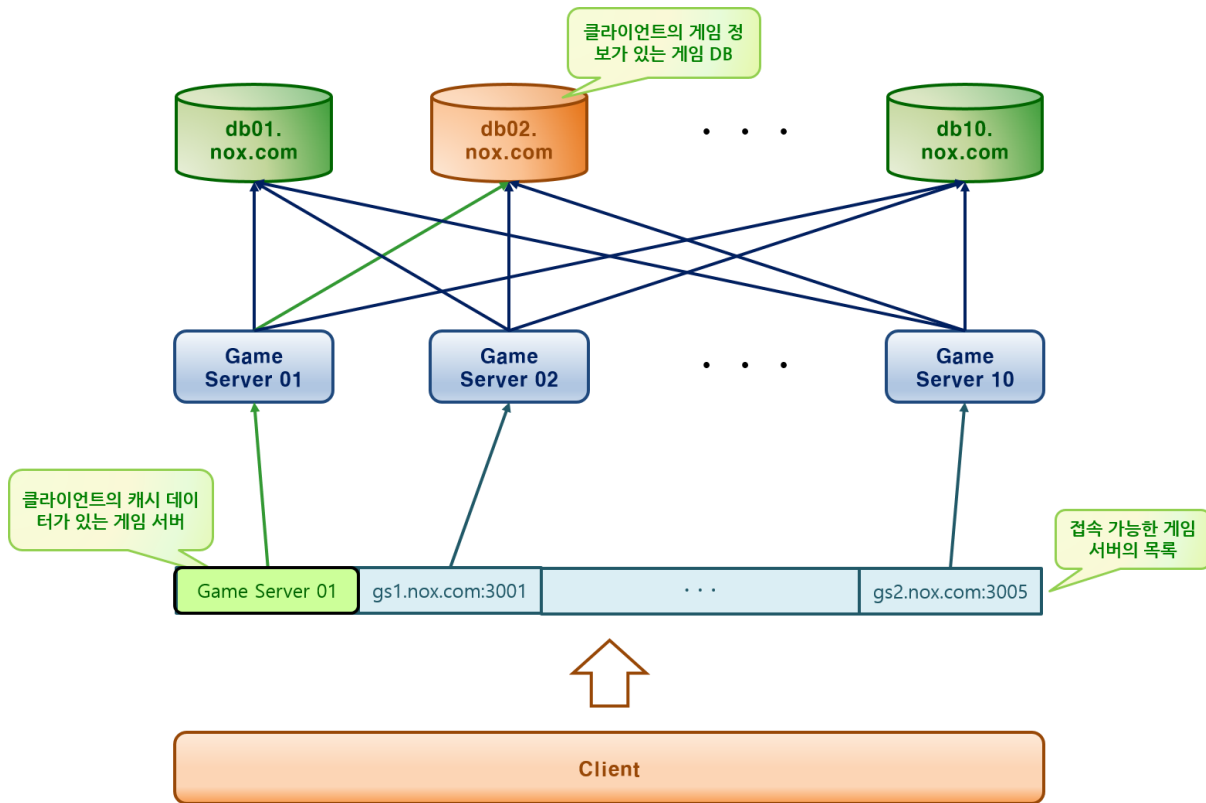 클라이언트의 게임 정
보가 있는 게임 DB
db01.
nox.com
db02.
nox.com
. . .
db10.
nox.com
Game
Server 01
Game
Server 02
. . .
Game
Server 10
클라이언트의 캐시 데이
터가 있는 게임 서버
접속 가능한 게임
서버의 목록
Game Server 01
gs1.nox.com:3001
. . .
gs2.nox.com:3005
Client